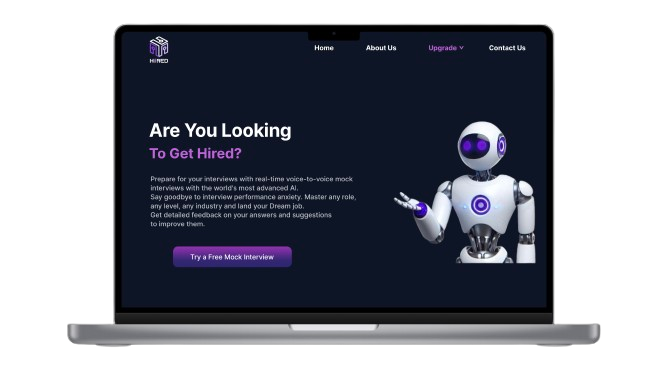 HIRED
Home
About Us
Upgrade
Contact Us
Are You Looking
To Get Hired?
Prepare for your interviews with real-time voice-to-voice mock
interviews with the world's most advanced AI.
Say goodbye to interview performance anxiety. Master any role,
any level, any industry and land your Dream job.
Get detailed feedback on your answers and suggestions
to improve them.
Try a Free Mock Interview